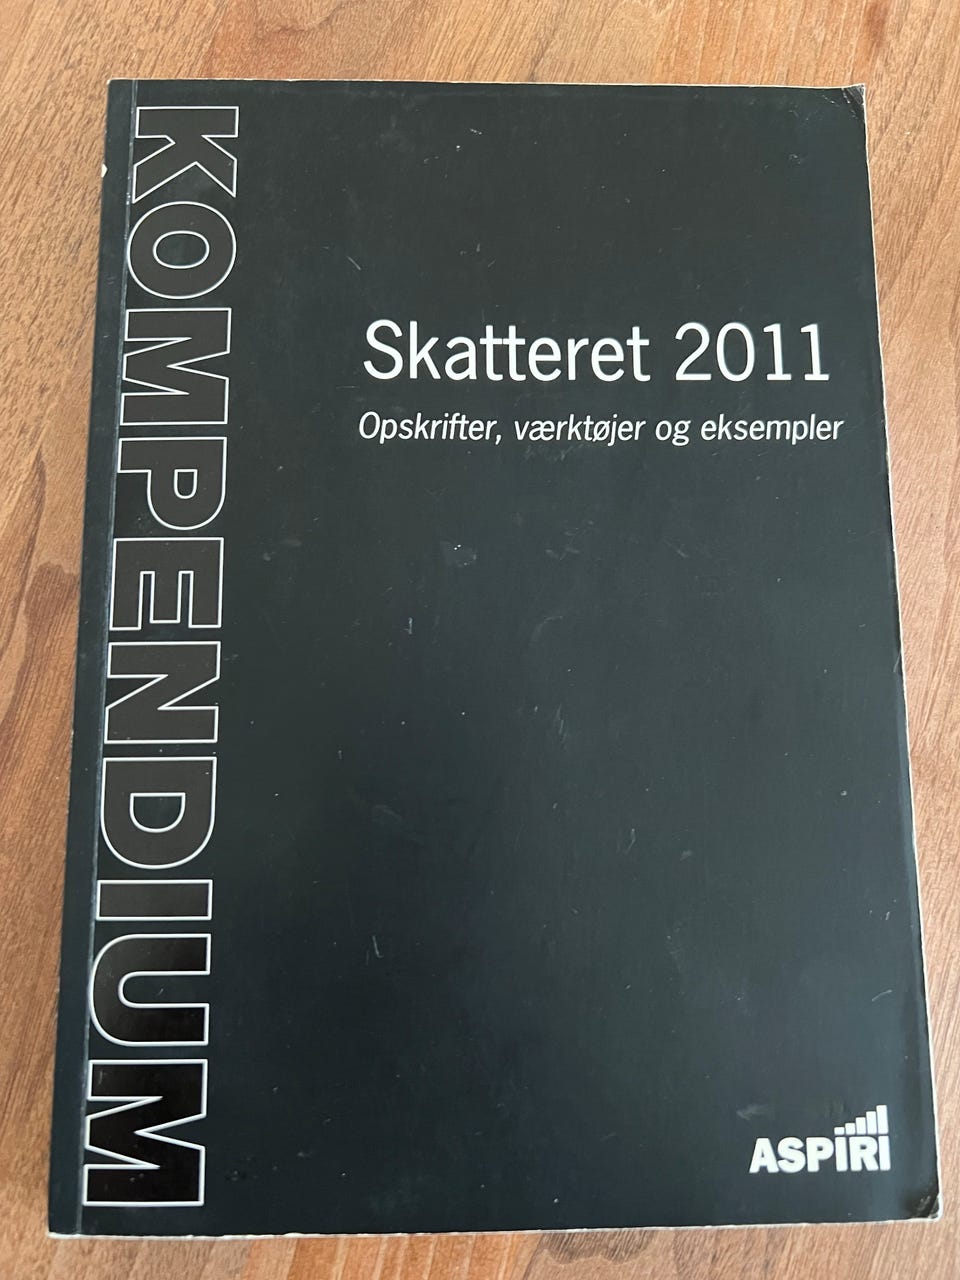 KOMPENDIUM
Skatteret 2011
Opskrifter, værktøjer og eksempler
ASPIRI